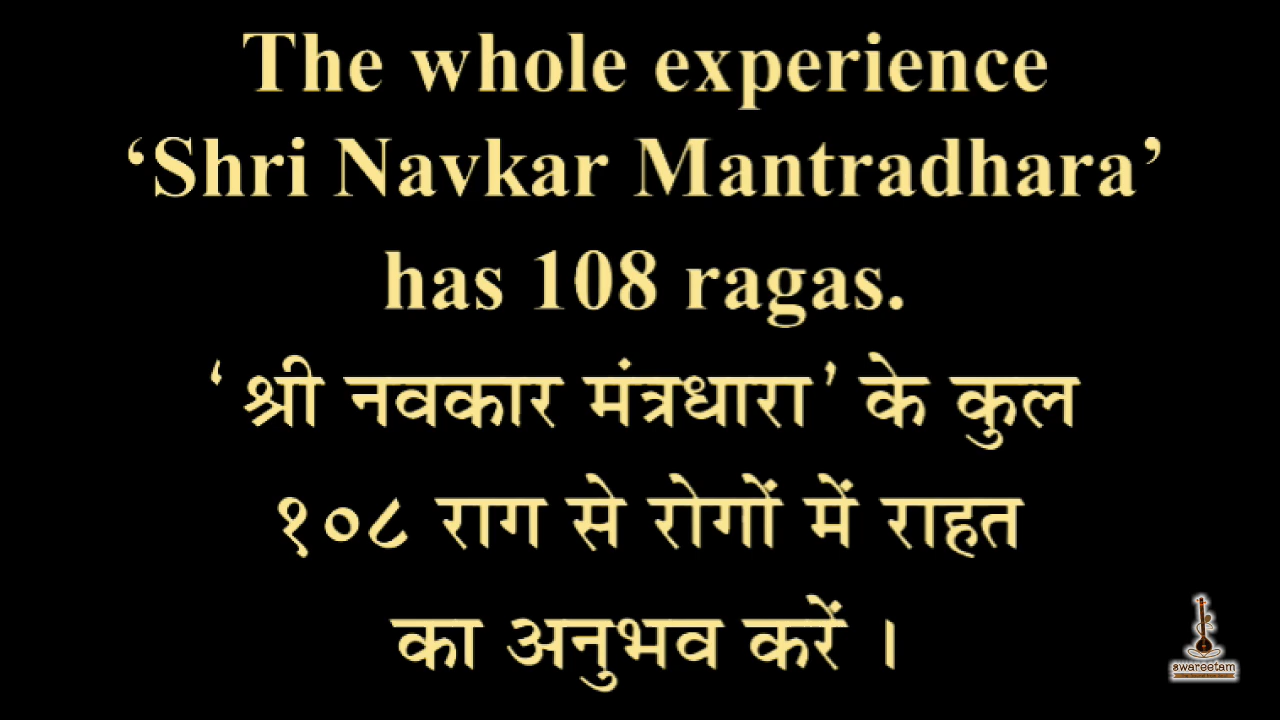 The whole experience
‘Shri Navkar Mantradhara’
has 108 ragas.
‘श्री नवकार मंत्रधारा’ के कुल
१०८ राग से रोगों में राहत
का अनुभव करें ।
swareetam